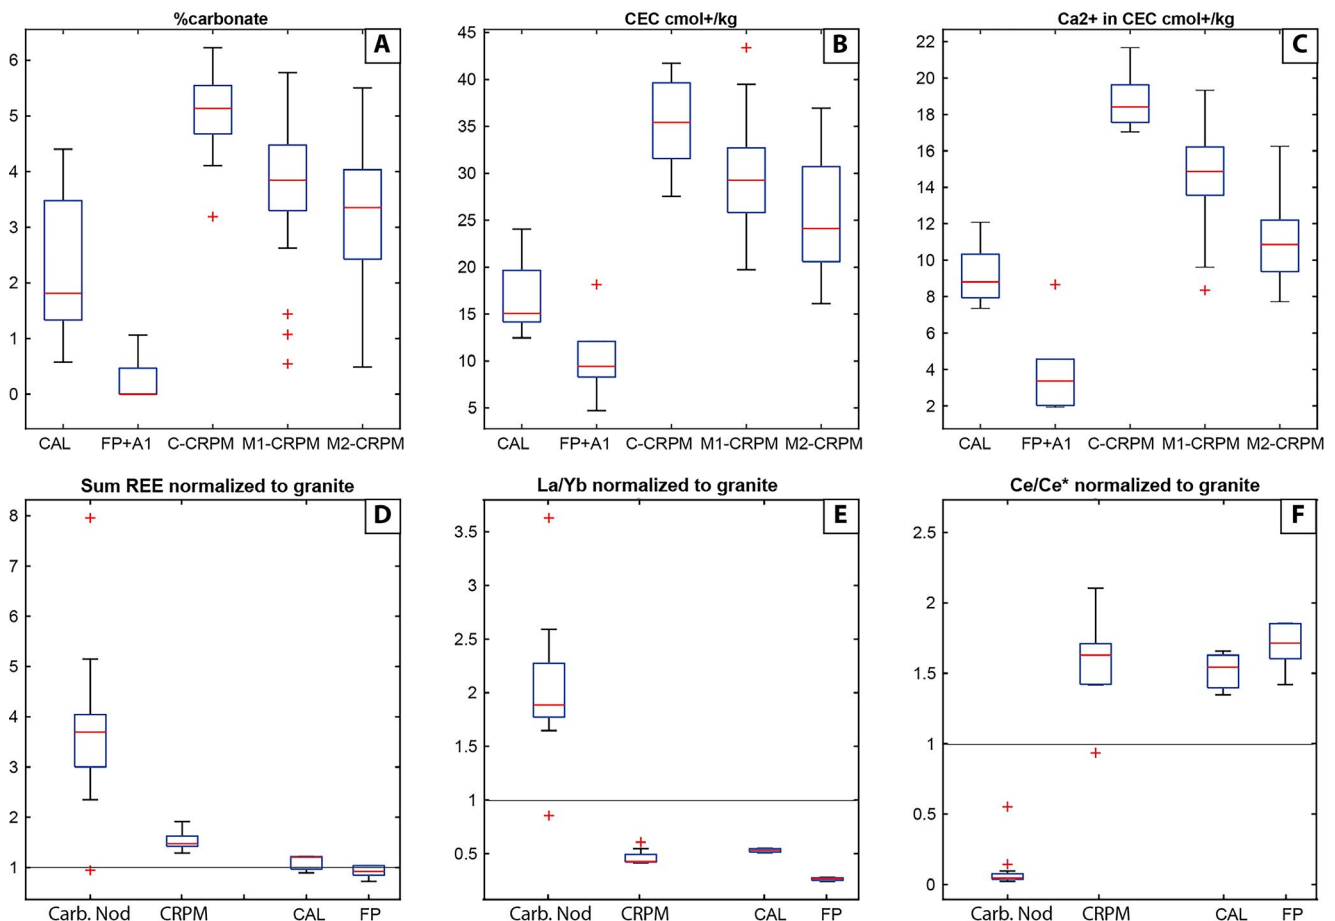 %carbonate
A
6
5
4
3
2
1
0
CAL FP+A1 C-CRPM M1-CRPM M2-CRPM
CEC cmol+/kg
B
45
40
35
30
25
20
15
10
5
CAL FP+A1 C-CRPM M1-CRPM M2-CRPM
Ca2+ in CEC cmol+/kg
C
22
20
18
16
14
12
10
8
6
4
2
CAL FP+A1 C-CRPM M1-CRPM M2-CRPM
Sum REE normalized to granite
D
8
7
6
5
4
3
2
1
Carb. Nod CRPM CAL FP
La/Yb normalized to granite
E
3.5
3
2.5
2
1.5
1
0.5
Carb. Nod CRPM CAL FP
Ce/Ce* normalized to granite
F
2.5
2
1.5
1
0.5
0
Carb. Nod CRPM CAL FP